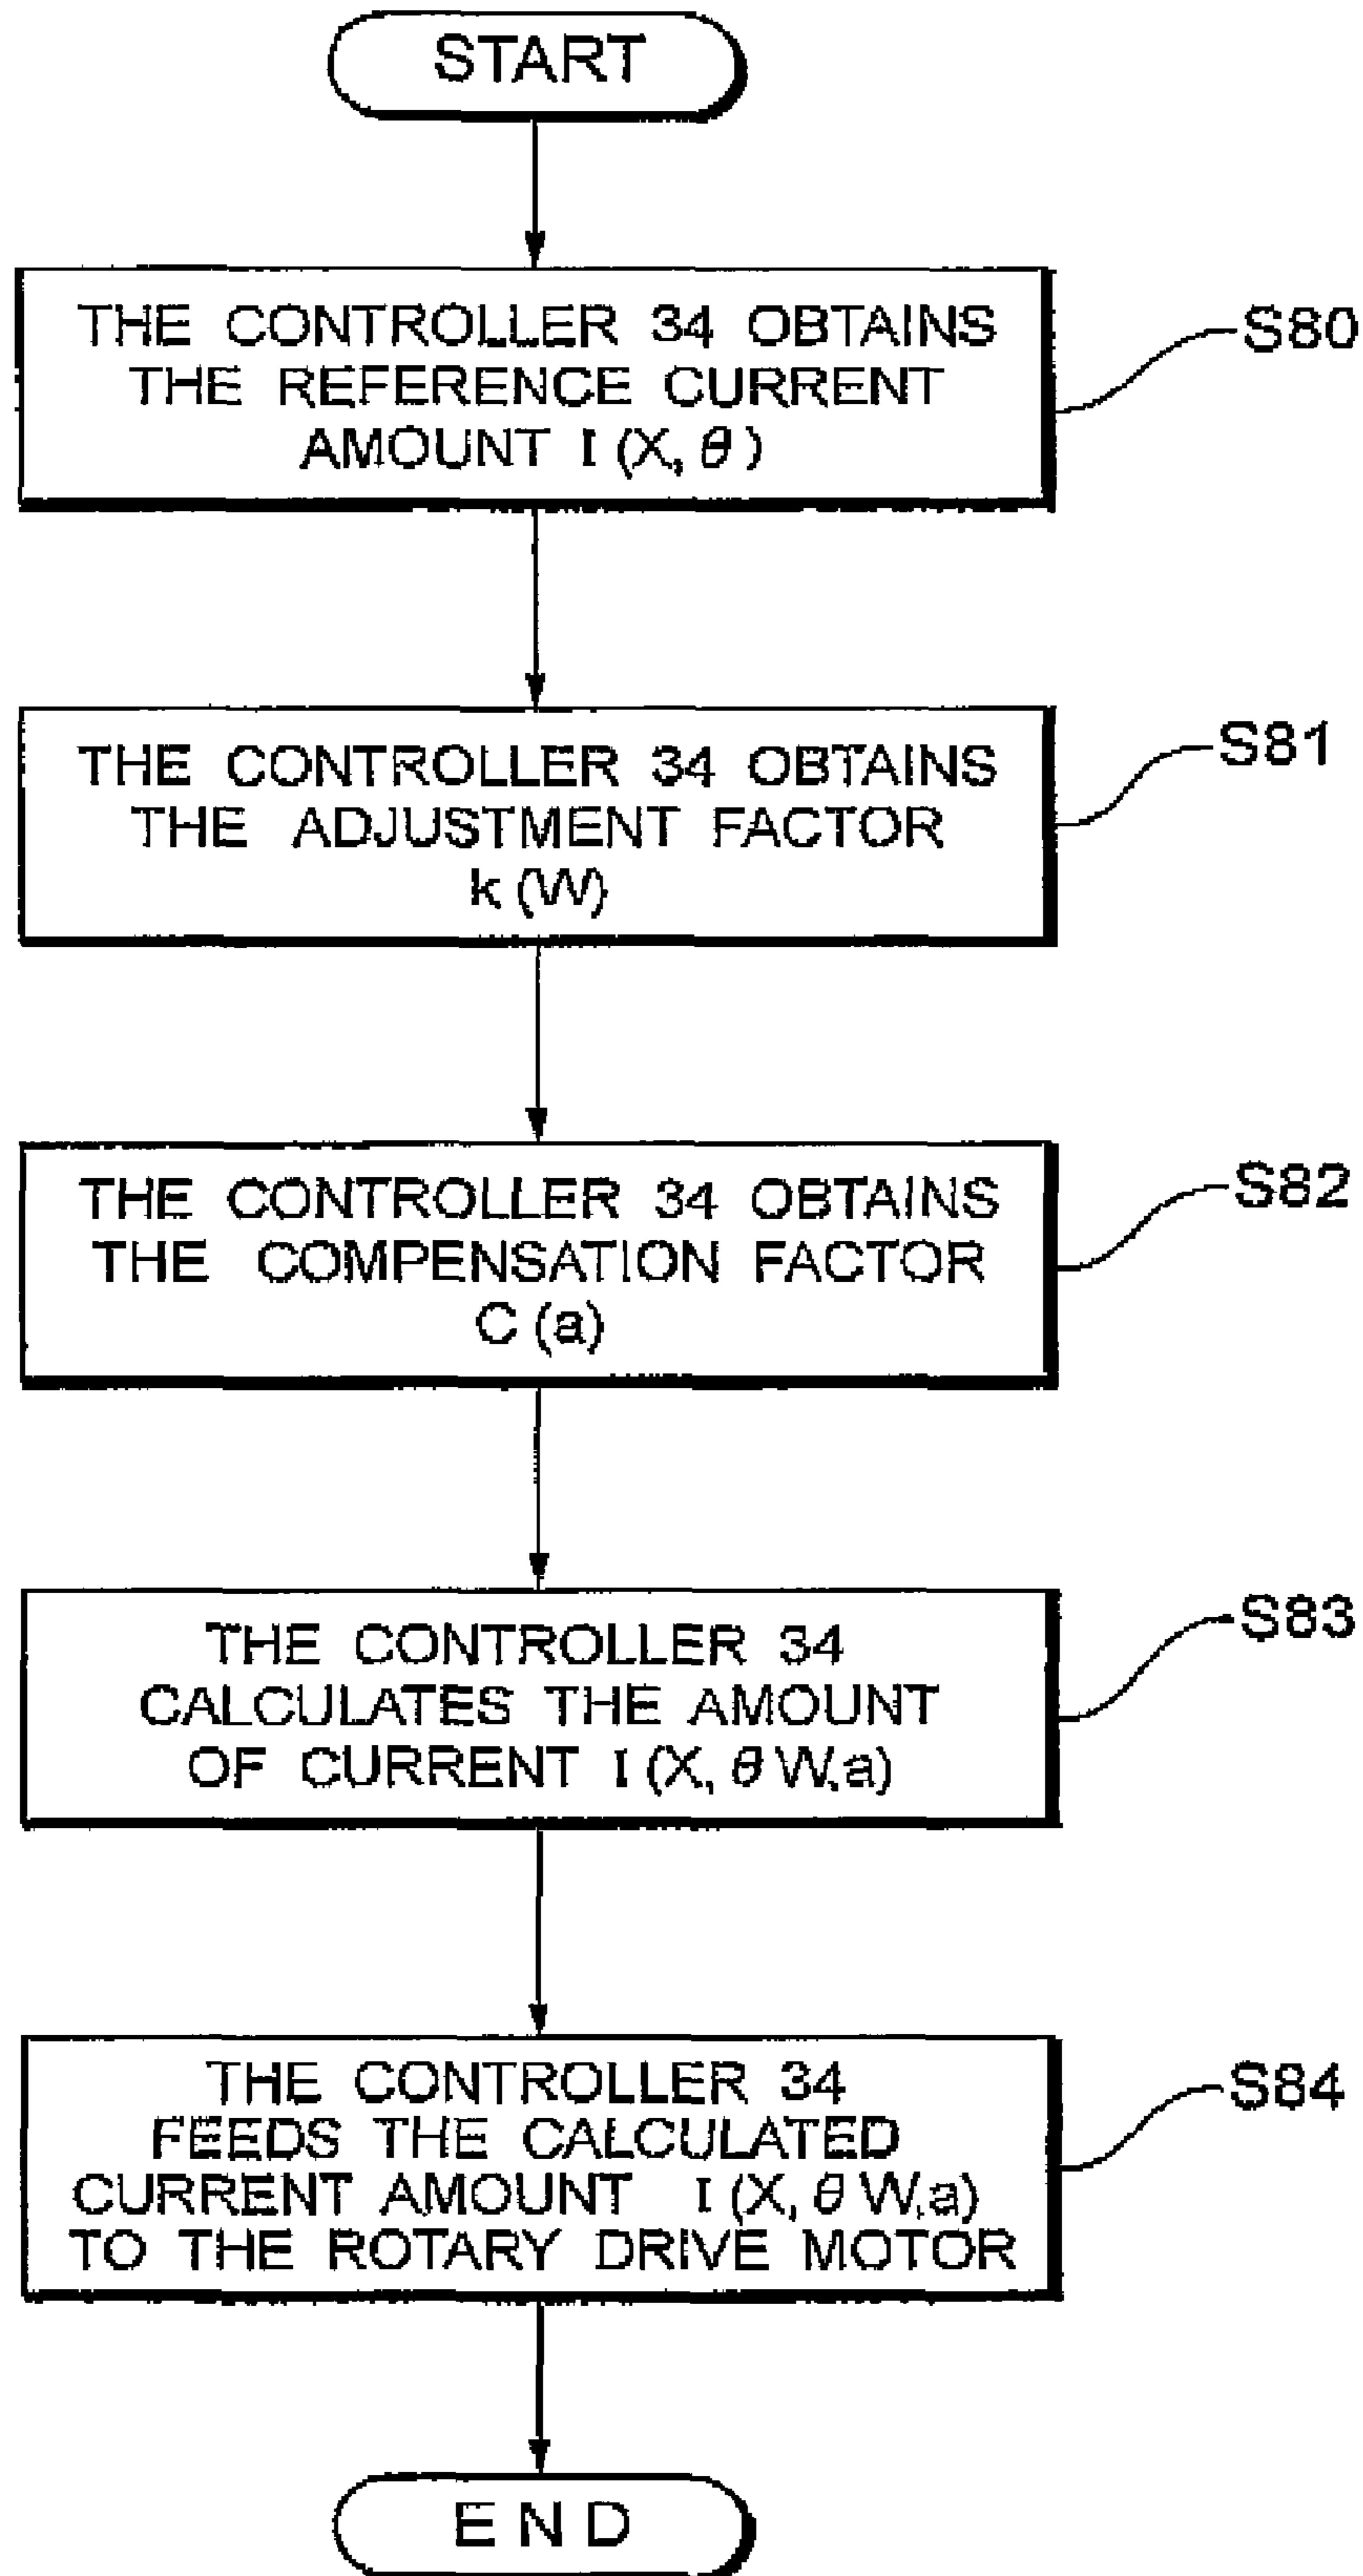 START
THE CONTROLLER 34 OBTAINS
THE REFERENCE CURRENT
AMOUNT I (X, θ)
S80
THE CONTROLLER 34 OBTAINS
THE ADJUSTMENT FACTOR
k (W)
S81
THE CONTROLLER 34 OBTAINS
THE COMPENSATION FACTOR
C (a)
S82
THE CONTROLLER 34
CALCULATES THE AMOUNT
OF CURRENT I (X, θ W,a)
S83
THE CONTROLLER 34
FEEDS THE CALCULATED
CURRENT AMOUNT I (X, θ W,a)
TO THE ROTARY DRIVE MOTOR
S84
END